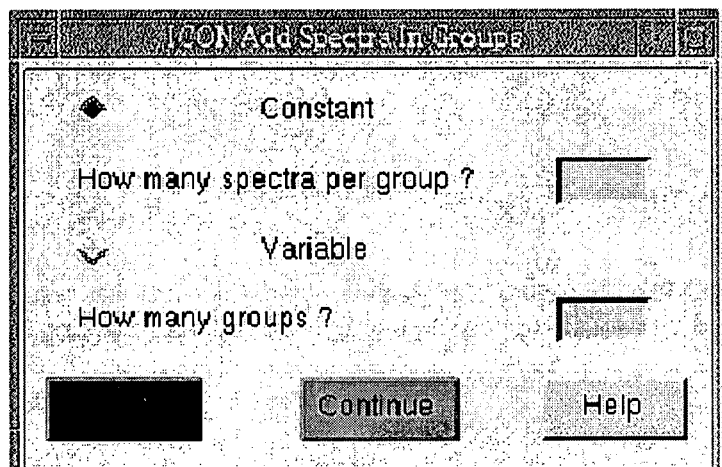 ICON Add Spectra In Groups
Constant
How many spectra per group ?
Variable
How many groups ?
Continue
Help